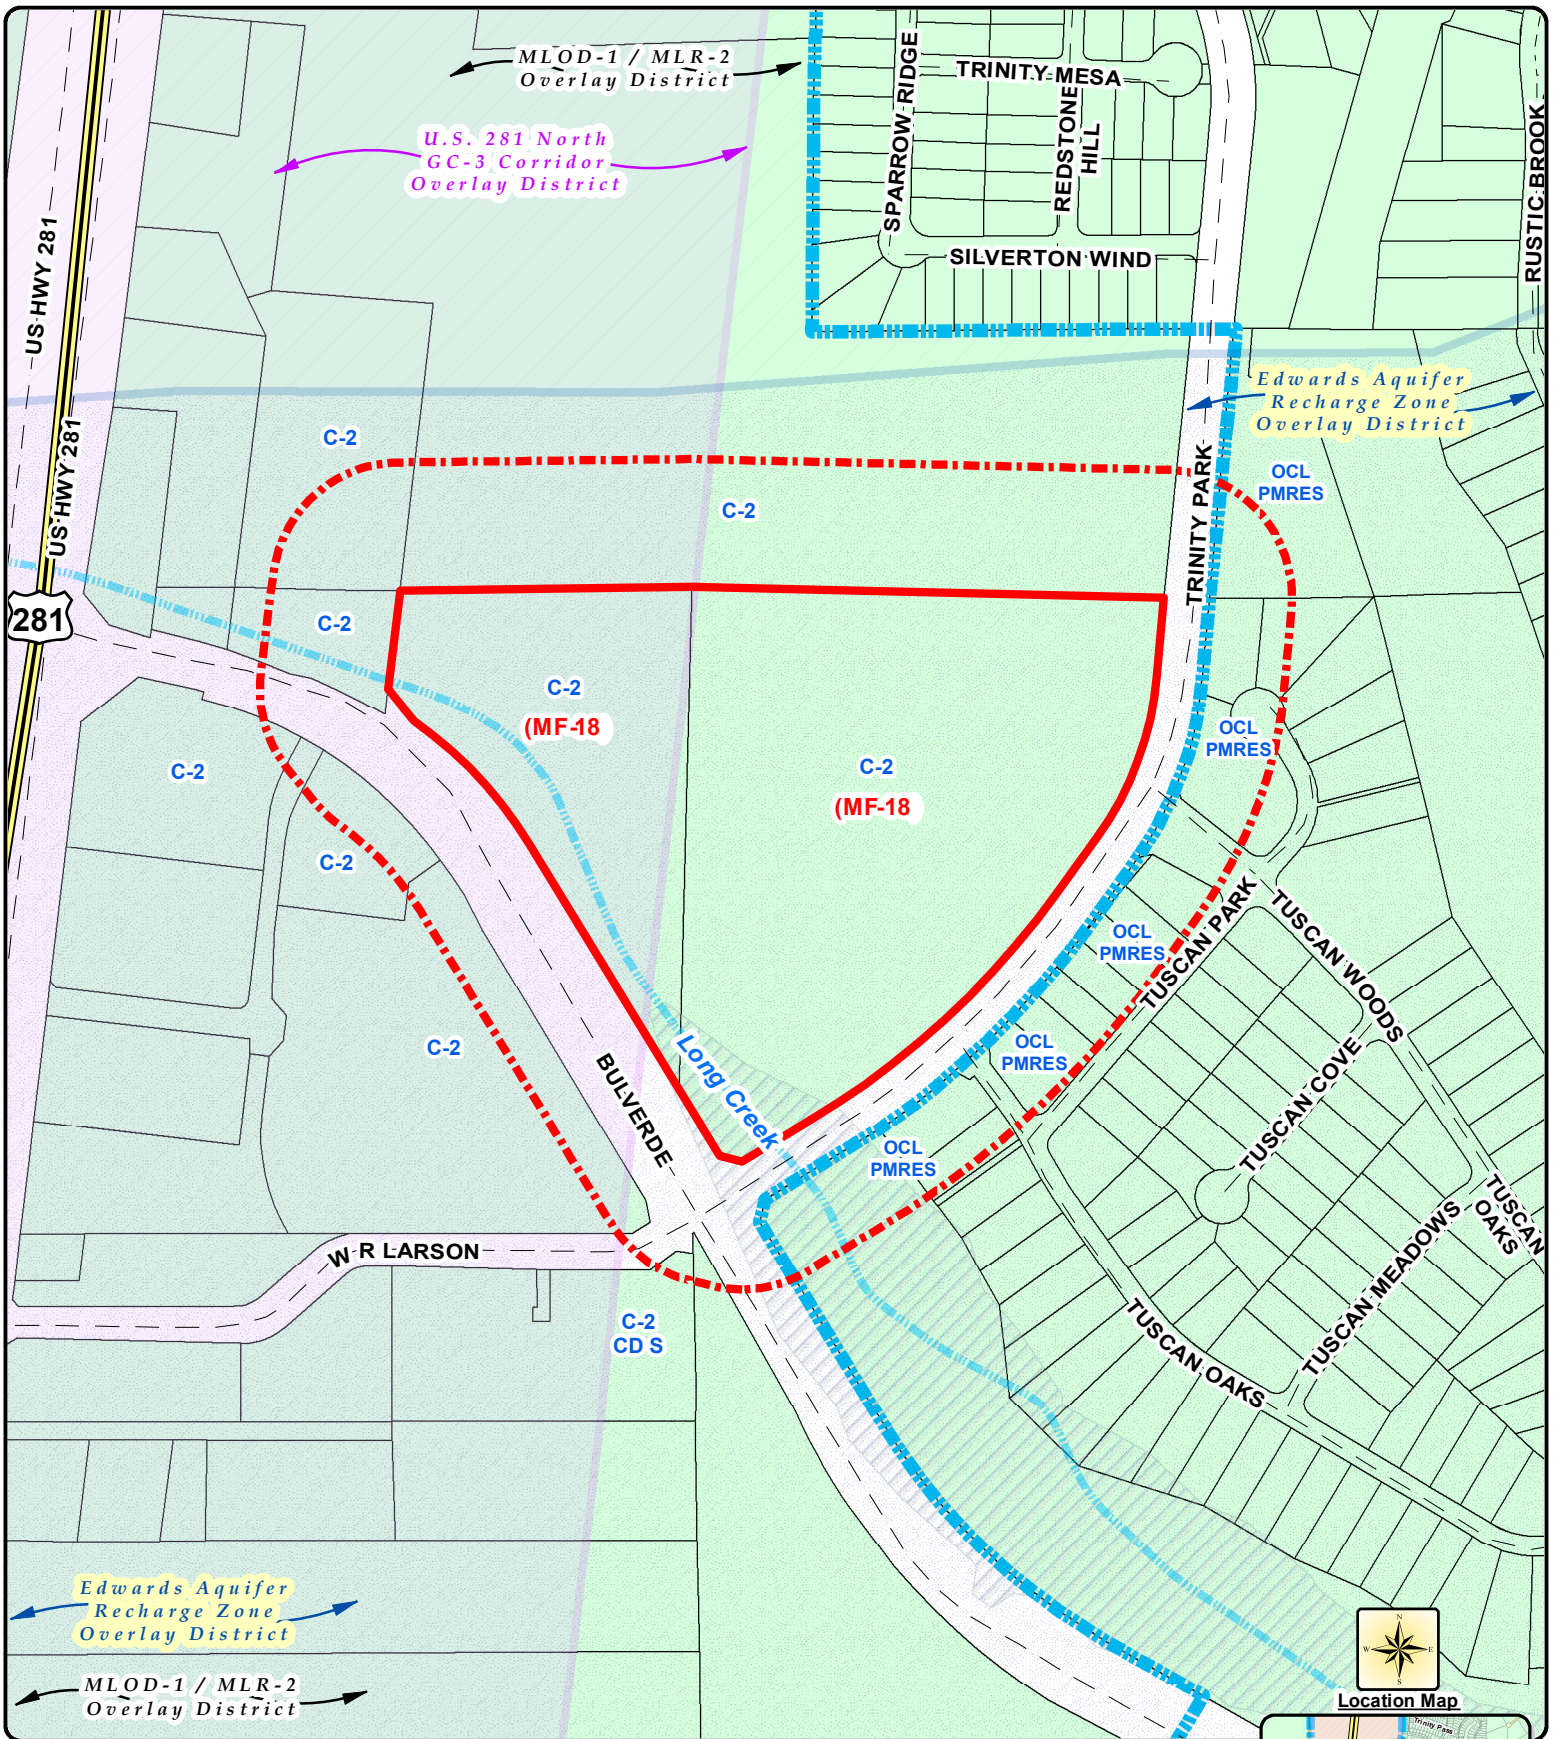 MLOD-1 / MLR-2
Overlay District
U.S. 281 North
GC-3 Corridor
Overlay District
TRINITY MESA
SPARROW RIDGE
REDSTONE
HILL
SILVERTON WIND
RUSTIC BROOK
US HWY 281
US HWY 281
281
Edwards Aquifer
Recharge Zone
Overlay District
C-2
C-2
OCL
PMRES
TRINITY PARK
C-2
C-2
(MF-18
C-2
(MF-18
OCL
PMRES
C-2
C-2
C-2
OCL
PMRES
OCL
PMRES
OCL
PMRES
TUSCAN PARK
TUSCAN WOODS
TUSCAN COVE
TUSCAN
OAKS
TUSCAN MEADOWS
TUSCAN OAKS
BULVERDE
Long Creek
W R LARSON
C-2
CD S
Edwards Aquifer
Recharge Zone
Overlay District
MLOD-1 / MLR-2
Overlay District
N
W
E
S
Location Map
Trinity Pass